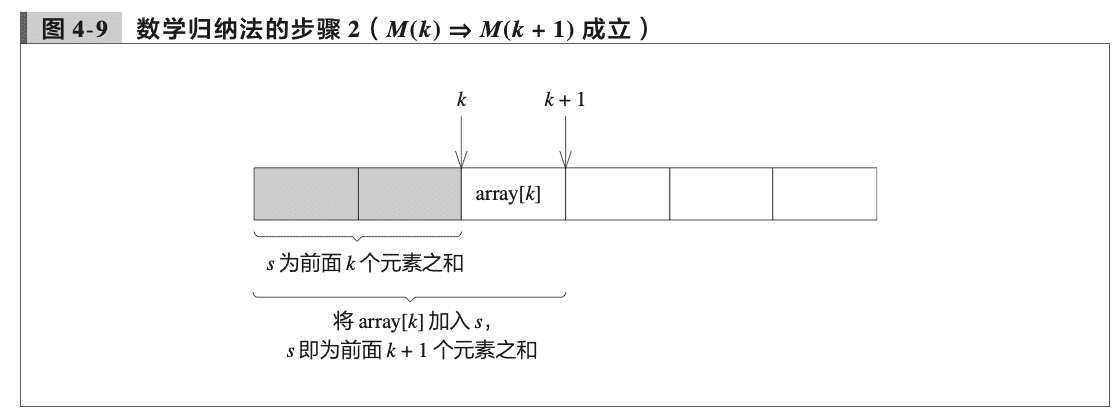 图 4-9 数学归纳法的步骤 2（M(k) ⇒ M(k + 1) 成立）
k k + 1
array[k]
s 为前面 k 个元素之和
将 array[k] 加入 s，
s 即为前面 k + 1 个元素之和